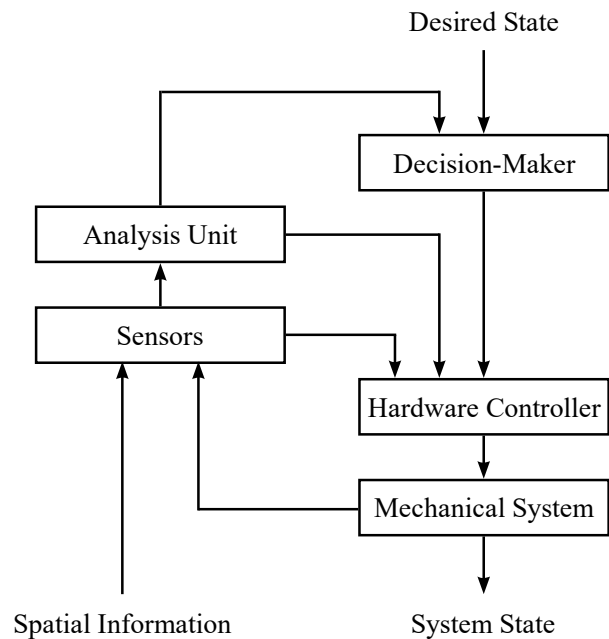 Desired State
Decision-Maker
Analysis Unit
Sensors
Hardware Controller
Mechanical System
Spatial Information
System State